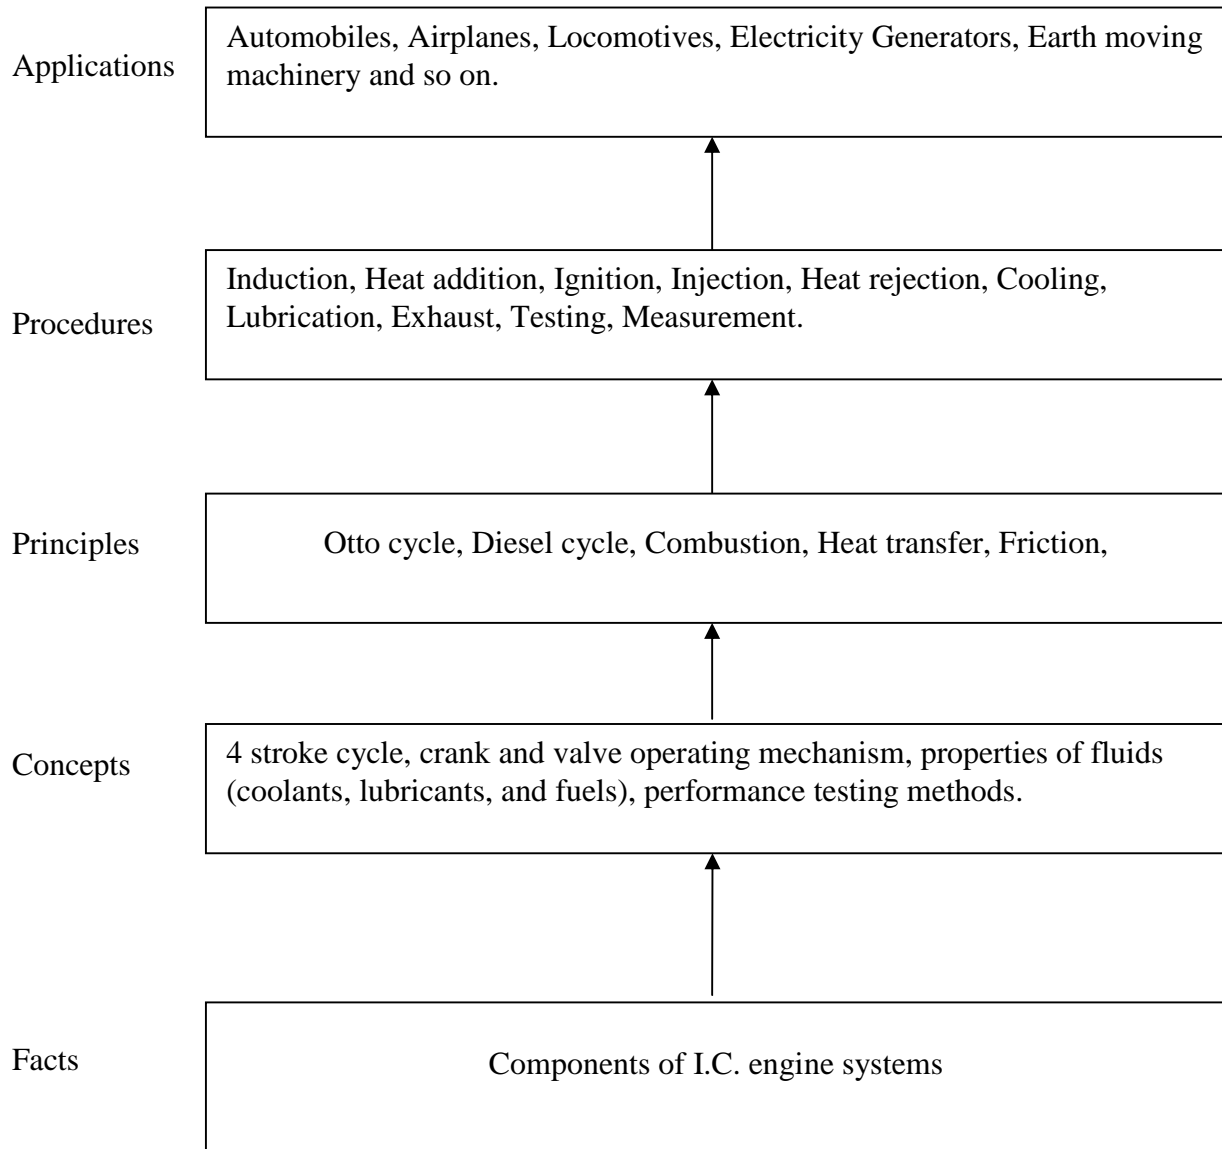 Applications
Automobiles, Airplanes, Locomotives, Electricity Generators, Earth moving
machinery and so on.
Procedures
Induction, Heat addition, Ignition, Injection, Heat rejection, Cooling,
Lubrication, Exhaust, Testing, Measurement.
Principles
Otto cycle, Diesel cycle, Combustion, Heat transfer, Friction,
Concepts
4 stroke cycle, crank and valve operating mechanism, properties of fluids
(coolants, lubricants, and fuels), performance testing methods.
Facts
Components of I.C. engine systems